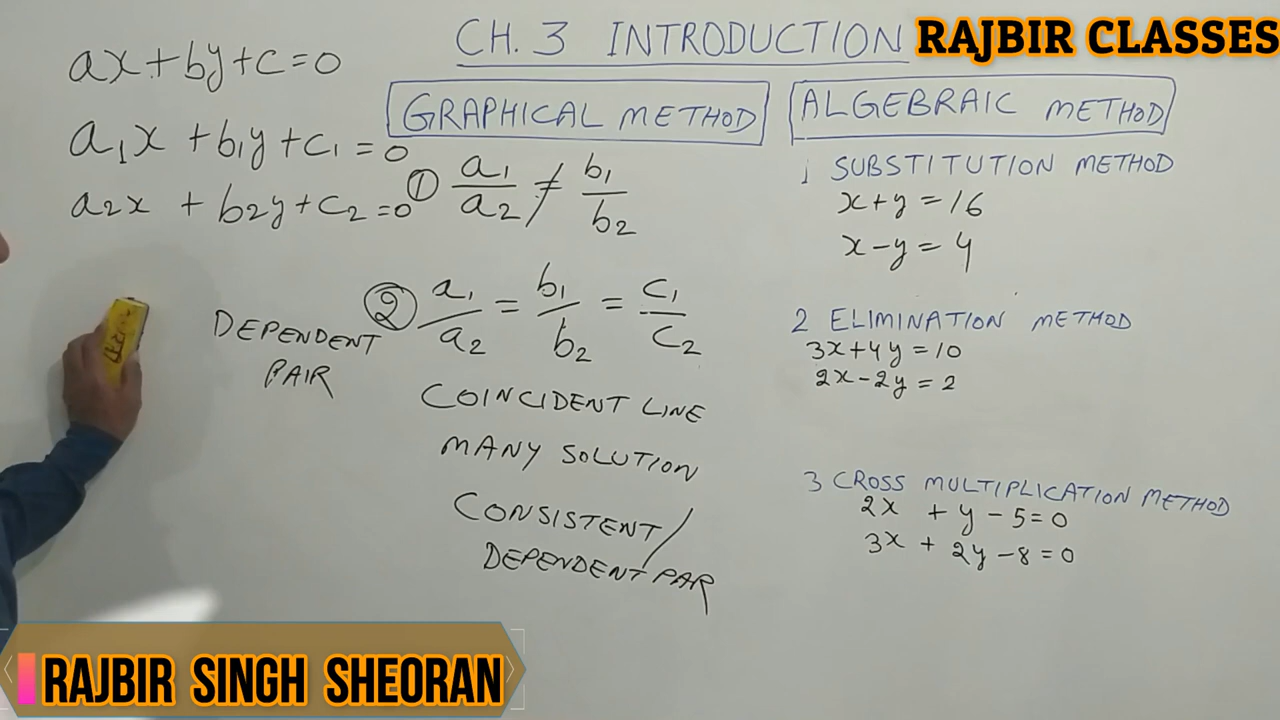 CH. 3 INTRODUCTION
RAJBIR CLASSES
ax+by+c=0
a₁x + b₁y + c₁ = 0
a₂x + b₂y + c₂ = 0
GRAPHICAL METHOD
① a₁/a₂ ≠ b₁/b₂
② a₁/a₂ = b₁/b₂ = c₁/c₂
DEPENDENT
PAIR
COINCIDENT LINE
MANY SOLUTION
CONSISTENT/
DEPENDENT PAR
ALGEBRAIC METHOD
1 SUBSTITUTION METHOD
x+y = 16
x-y = 4
2 ELIMINATION METHOD
3x+4y = 10
2x-2y = 2
3 CROSS MULTIPLICATION METHOD
2x + y - 5 = 0
3x + 2y - 8 = 0
RAJBIR SINGH SHEORAN